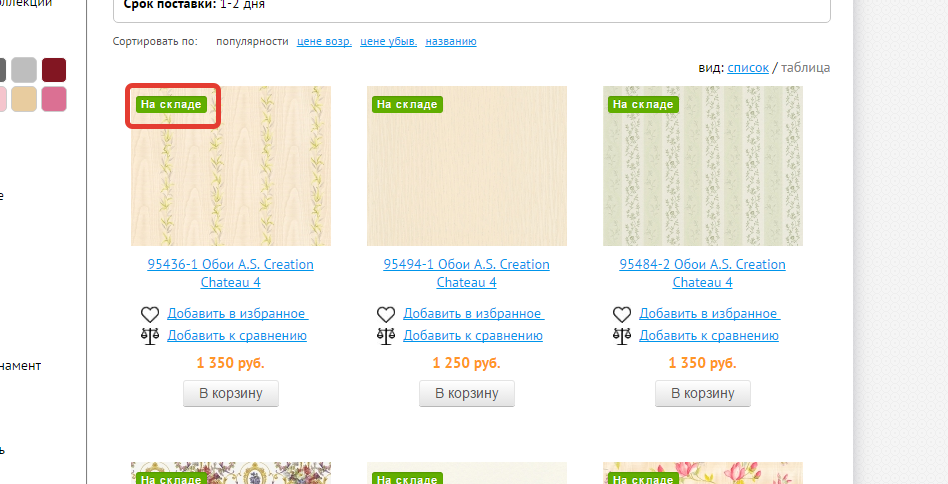 Срок поставки: 1-2 дня
Сортировать по: популярности цене возр. цене убыв. названию
вид: список / таблица
На складе
На складе
На складе
95436-1 Обои A.S. Creation
Chateau 4
95494-1 Обои A.S. Creation
Chateau 4
95484-2 Обои A.S. Creation
Chateau 4
Добавить в избранное
Добавить к сравнению
Добавить в избранное
Добавить к сравнению
Добавить в избранное
Добавить к сравнению
1 350 руб.
1 250 руб.
1 350 руб.
В корзину
В корзину
В корзину
На складе
На складе
На складе